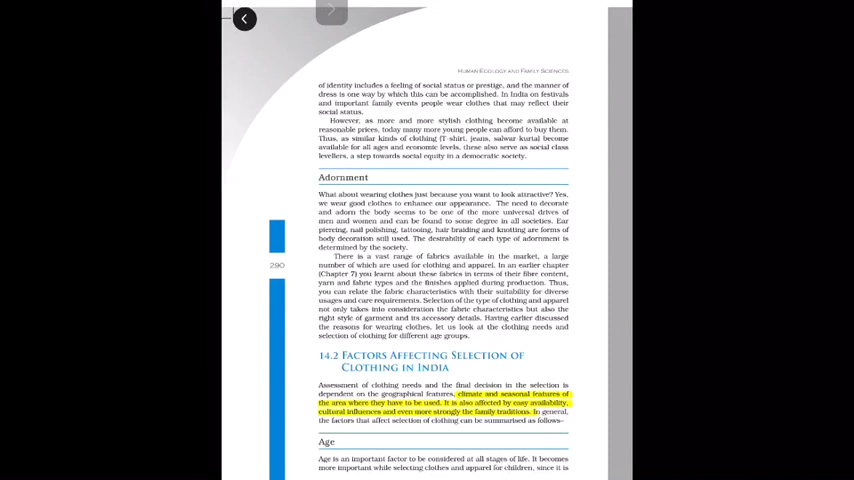 HUMAN ECOLOGY AND FAMILY SCIENCES
of identity includes a feeling of social status or prestige, and the manner of
dress is one way by which this can be accomplished. In India on festivals
and important family events people wear clothes that may reflect their
social status.
However, as more and more stylish clothing become available at
reasonable prices, today many more young people can afford to buy them.
Thus, as similar kinds of clothing (T-shirt, jeans, salwar-kurta) become
available for all ages and economic levels, these also serve as social class
levellers, a step towards social equity in a democratic society.
Adornment
What about wearing clothes just because you want to look attractive? Yes,
we wear good clothes to enhance our appearance. The need to decorate
and adorn the body seems to be one of the more universal drives of
men and women and can be found to some degree in all societies. Ear
piercing, nail polishing, tattooing, hair braiding and knotting are forms of
body decoration still used. The desirability of each type of adornment is
determined by the society.
There is a vast range of fabrics available in the market, a large
number of which are used for clothing and apparel. In an earlier chapter
(Chapter 7) you learnt about these fabrics in terms of their fibre content,
yarn and fabric types and the finishes applied during production. Thus,
you can relate the fabric characteristics with their suitability for diverse
usages and care requirements. Selection of the type of clothing and apparel
not only takes into consideration the fabric characteristics but also the
right style of garment and its accessory details. Having earlier discussed
the reasons for wearing clothes, let us look at the clothing needs and
selection of clothing for different age groups.
290
14.2 FACTORS AFFECTING SELECTION OF
CLOTHING IN INDIA
Assessment of clothing needs and the final decision in the selection is
dependent on the geographical features, climate and seasonal features of
the area where they have to be used. It is also affected by easy availability,
cultural influences and even more strongly the family traditions. In general,
the factors that affect selection of clothing can be summarised as follows–
Age
Age is an important factor to be considered at all stages of life. It becomes
more important while selecting clothes and apparel for children, since it is